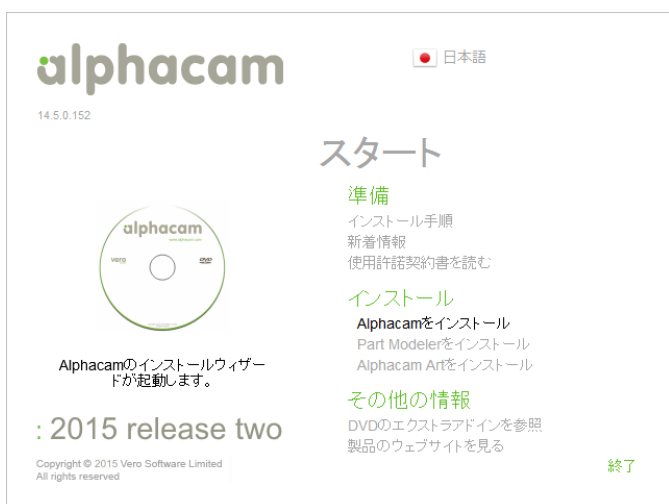 alphacam
日本語
14.5.0.152
スタート
準備
インストール手順
新着情報
使用許諾契約書を読む
alphacam
www.alphacam.com
vero
DVD
インストール
Alphacamをインストール
Part Modelerをインストール
Alphacam Artをインストール
Alphacamのインストールウィザー
ドが起動します。
その他の情報
DVDのエクストラアドインを参照
製品のウェブサイトを見る
: 2015 release two
Copyright © 2015 Vero Software Limited
All rights reserved
終了